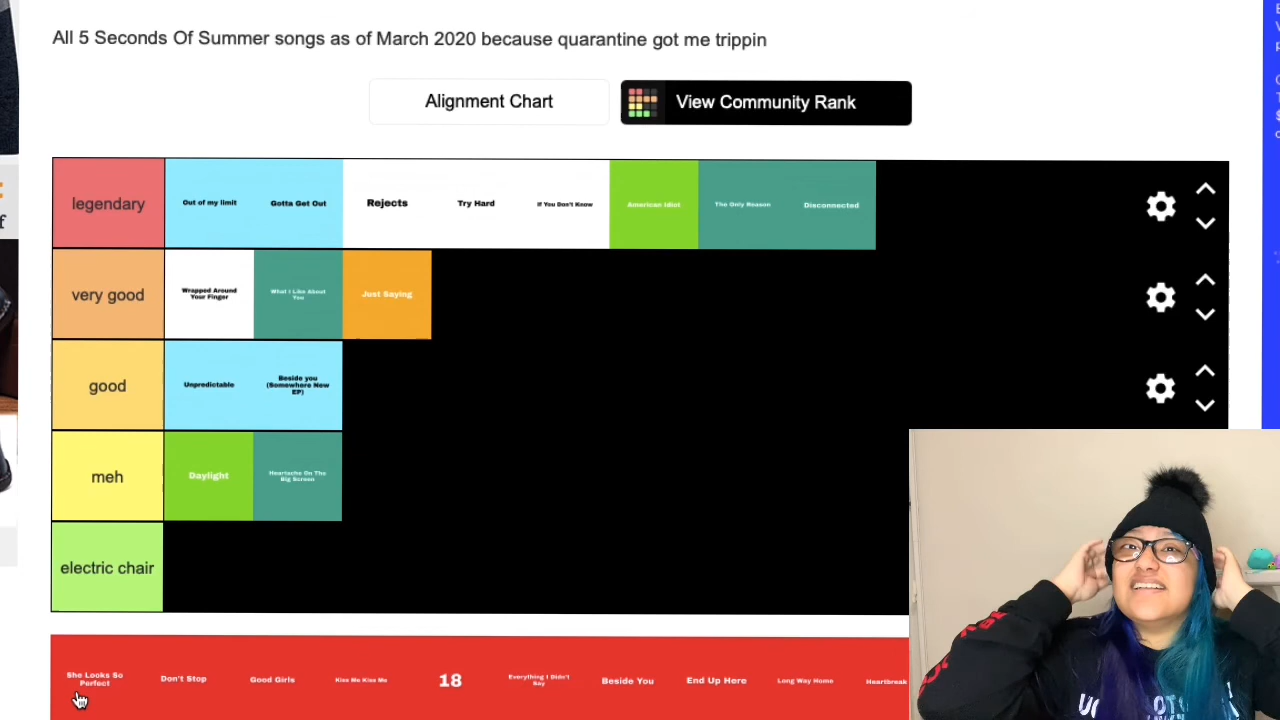 All 5 Seconds Of Summer songs as of March 2020 because quarantine got me trippin
Alignment Chart
View Community Rank
legendary
Out of my limit
Gotta Get Out
Rejects
Try Hard
If You Don't Know
American Idiot
The Only Reason
Disconnected
very good
Wrapped Around
Your Finger
What I Like About
You
Just Saying
good
Unpredictable
Beside you
(Somewhere New
EP)
meh
Daylight
Heartache On The
Big Screen
electric chair
She Looks So
Perfect
Don't Stop
Good Girls
Kiss Me Kiss Me
18
Everything I Didn't
Say
Beside You
End Up Here
Long Way Home
Heartbreak